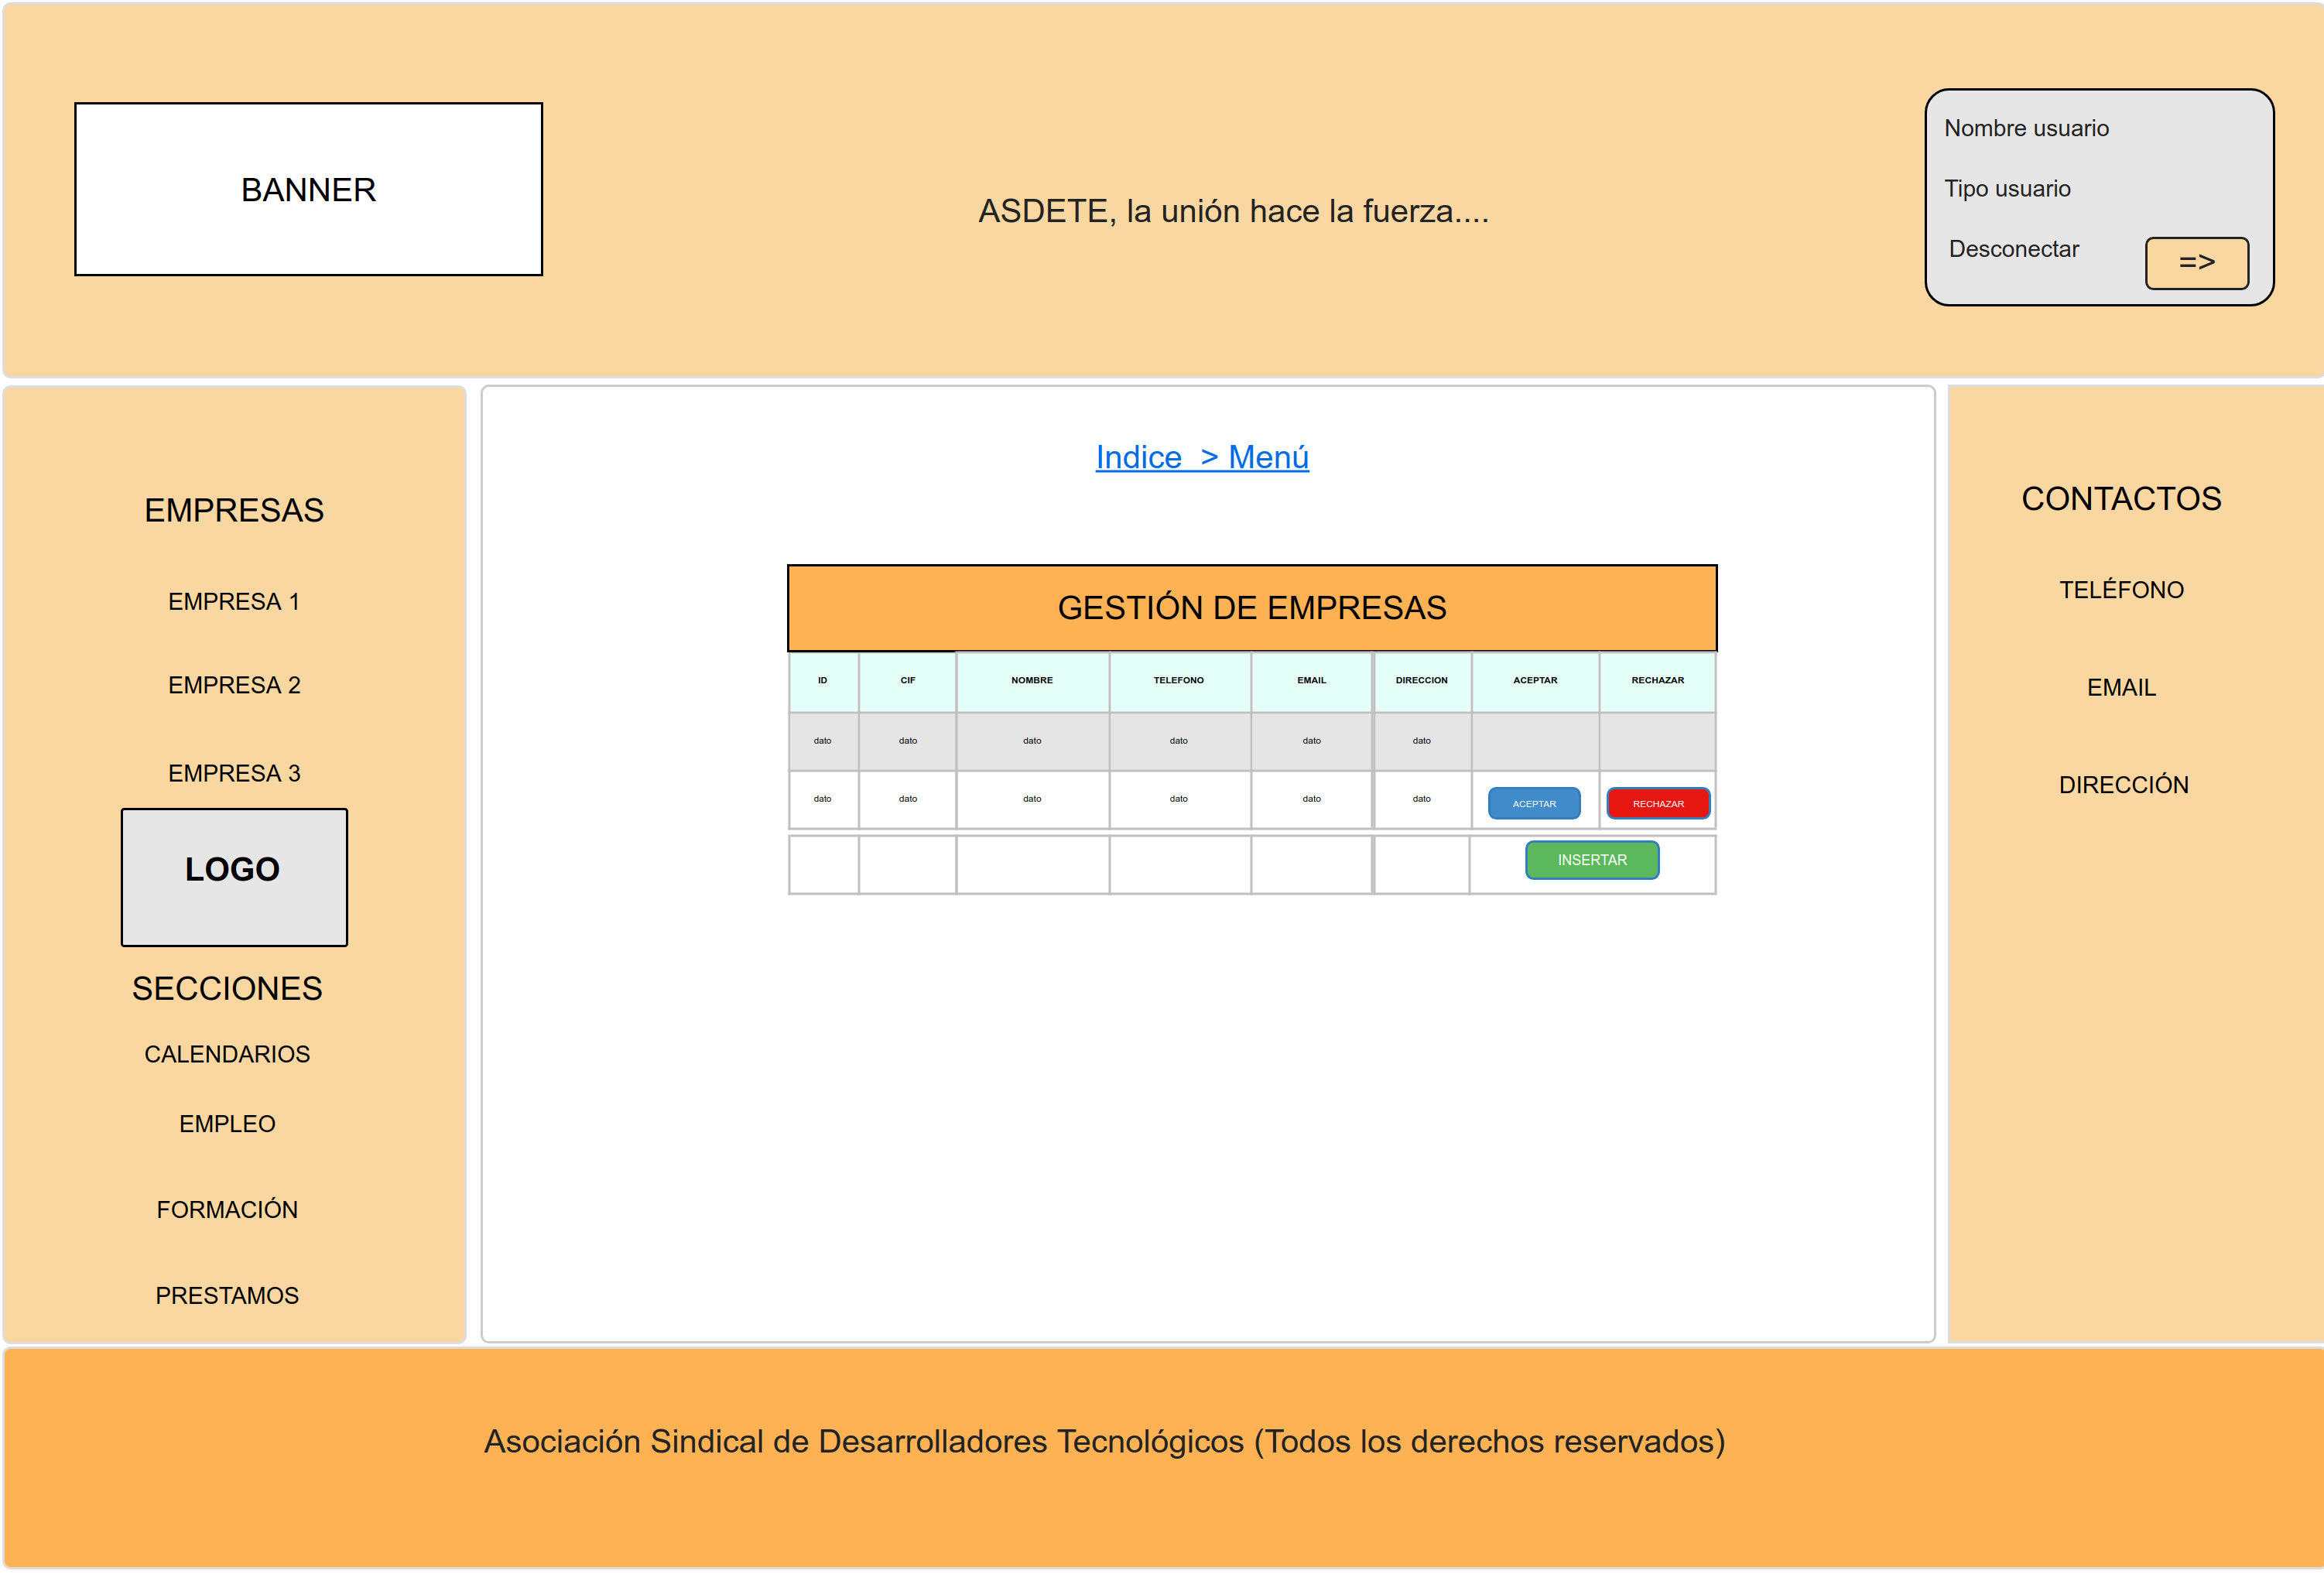 BANNER
ASDETE, la unión hace la fuerza....
Nombre usuario
Tipo usuario
Desconectar
=>
EMPRESAS
EMPRESA 1
EMPRESA 2
EMPRESA 3
LOGO
SECCIONES
CALENDARIOS
EMPLEO
FORMACIÓN
PRESTAMOS
Indice > Menú
GESTIÓN DE EMPRESAS
ID CIF NOMBRE TELEFONO EMAIL DIRECCION ACEPTAR RECHAZAR
dato dato dato dato dato dato
dato dato dato dato dato dato ACEPTAR RECHAZAR
INSERTAR
CONTACTOS
TELÉFONO
EMAIL
DIRECCIÓN
Asociación Sindical de Desarrolladores Tecnológicos (Todos los derechos reservados)